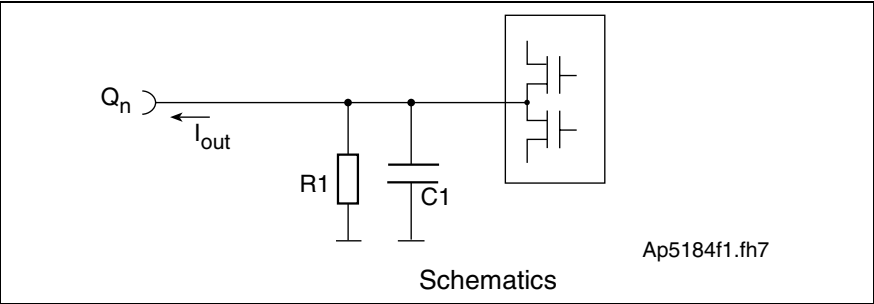 Qn
Iout
R1
C1
Ap5184f1.fh7
Schematics